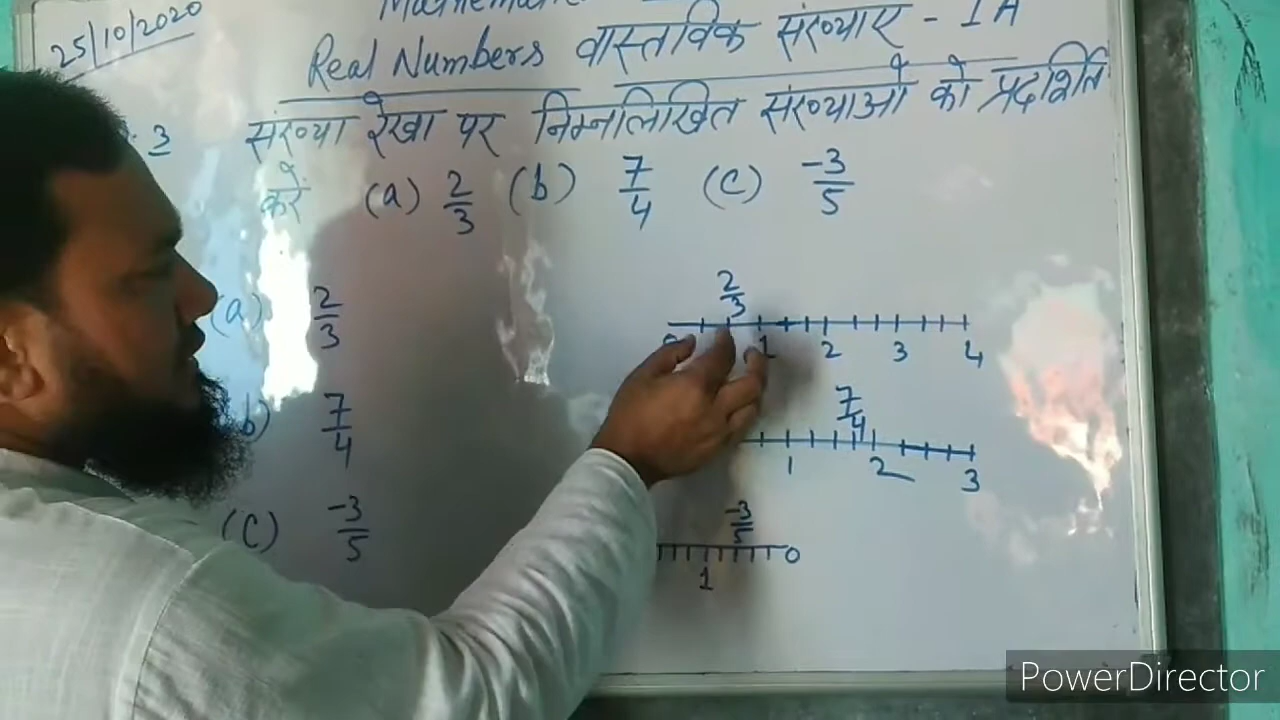 25/10/2020
Real Numbers वास्तविक संख्याए - 1A
3 संख्या रेखा पर निम्नलिखित संख्याओं को प्रदर्शित
करें (a) 2/3 (b) 7/4 (c) -3/5
(a) 2/3
2/3
1 2 3 4
b) 7/4
7/4
1 2 3
(C) -3/5
-3/5
0
1
PowerDirector